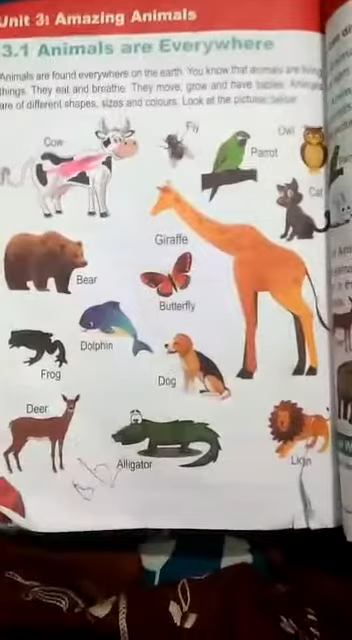 Unit 3: Amazing Animals
3.1 Animals are Everywhere
Animals are found everywhere on the earth. You know that animals are living
things. They eat and breathe. They move, grow and have babies. Animals
are of different shapes, sizes and colours. Look at the pictures below:
Cow
Fly
Parrot
Owl
Cat
Giraffe
Bear
Butterfly
Dolphin
Frog
Dog
Deer
Alligator
Lion